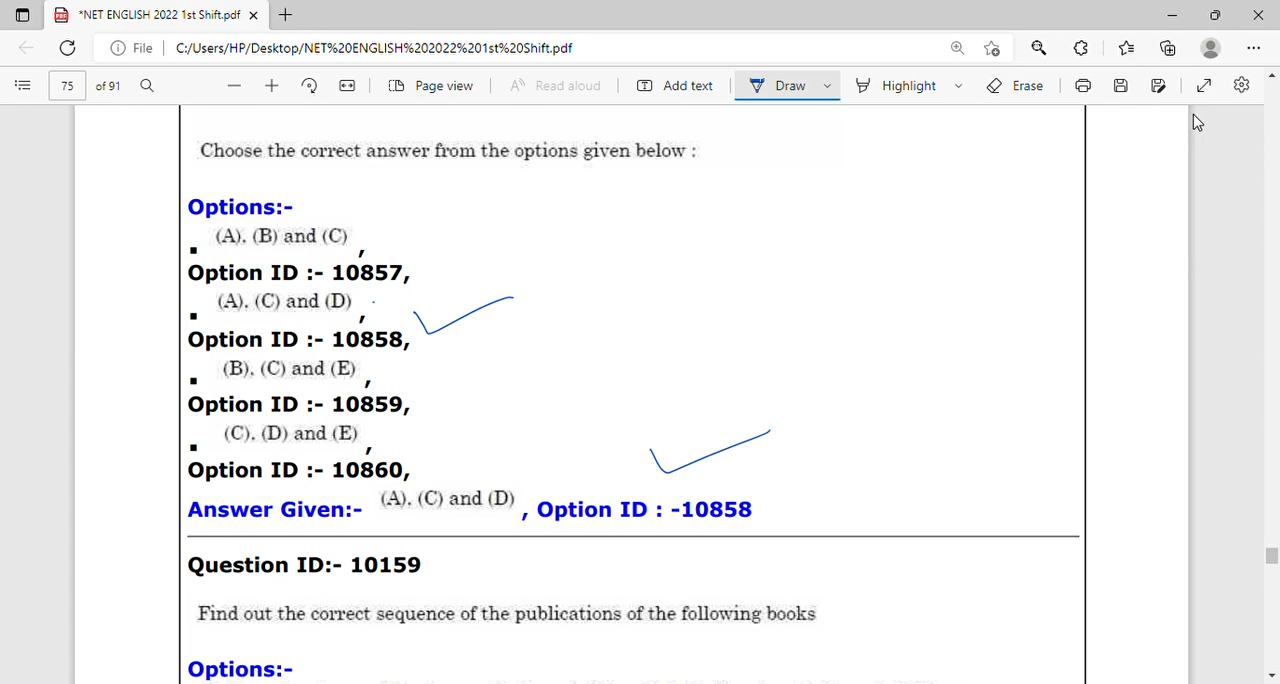 *NET ENGLISH 2022 1st Shift.pdf
File C:/Users/HP/Desktop/NET%20ENGLISH%202022%201st%20Shift.pdf
75 of 91 Page view Read aloud Add text Draw Highlight Erase
Choose the correct answer from the options given below :
Options:-
(A). (B) and (C) ,
Option ID :- 10857,
(A). (C) and (D) ,
Option ID :- 10858,
(B). (C) and (E) ,
Option ID :- 10859,
(C). (D) and (E) ,
Option ID :- 10860,
Answer Given:- (A). (C) and (D) , Option ID : -10858
Question ID:- 10159
Find out the correct sequence of the publications of the following books
Options:-